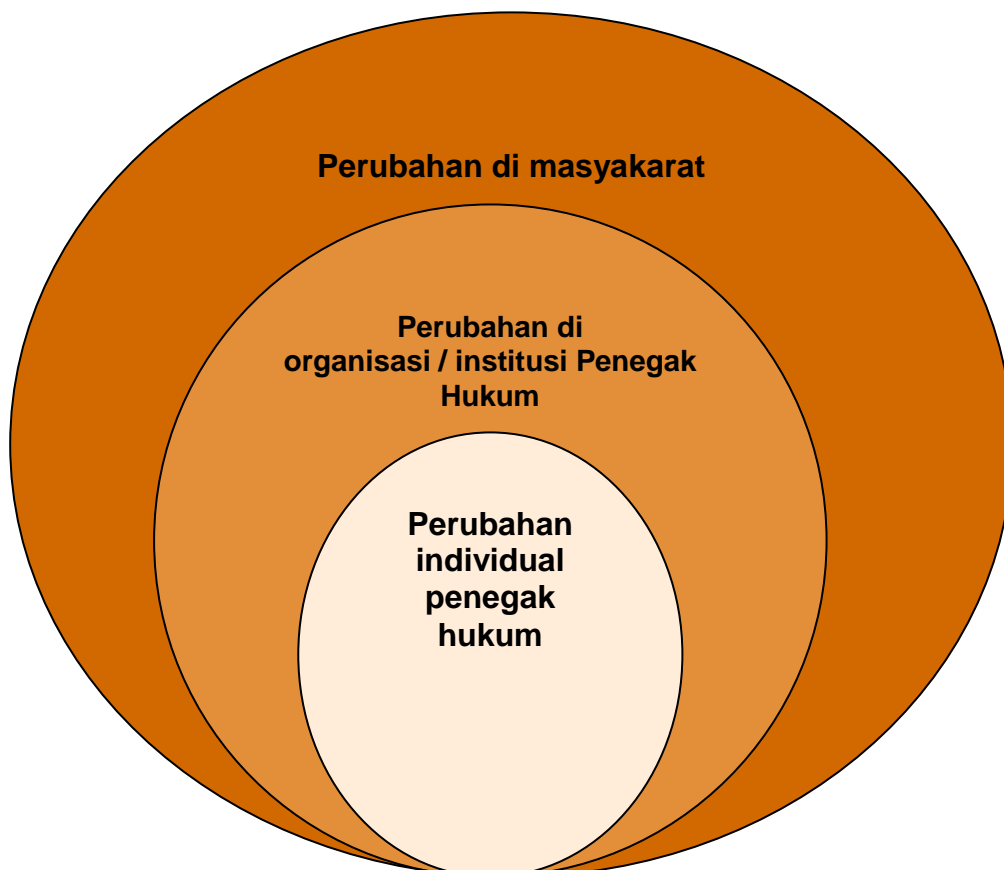 Perubahan di masyakarat
Perubahan di
organisasi / institusi Penegak
Hukum
Perubahan
individual
penegak
hukum